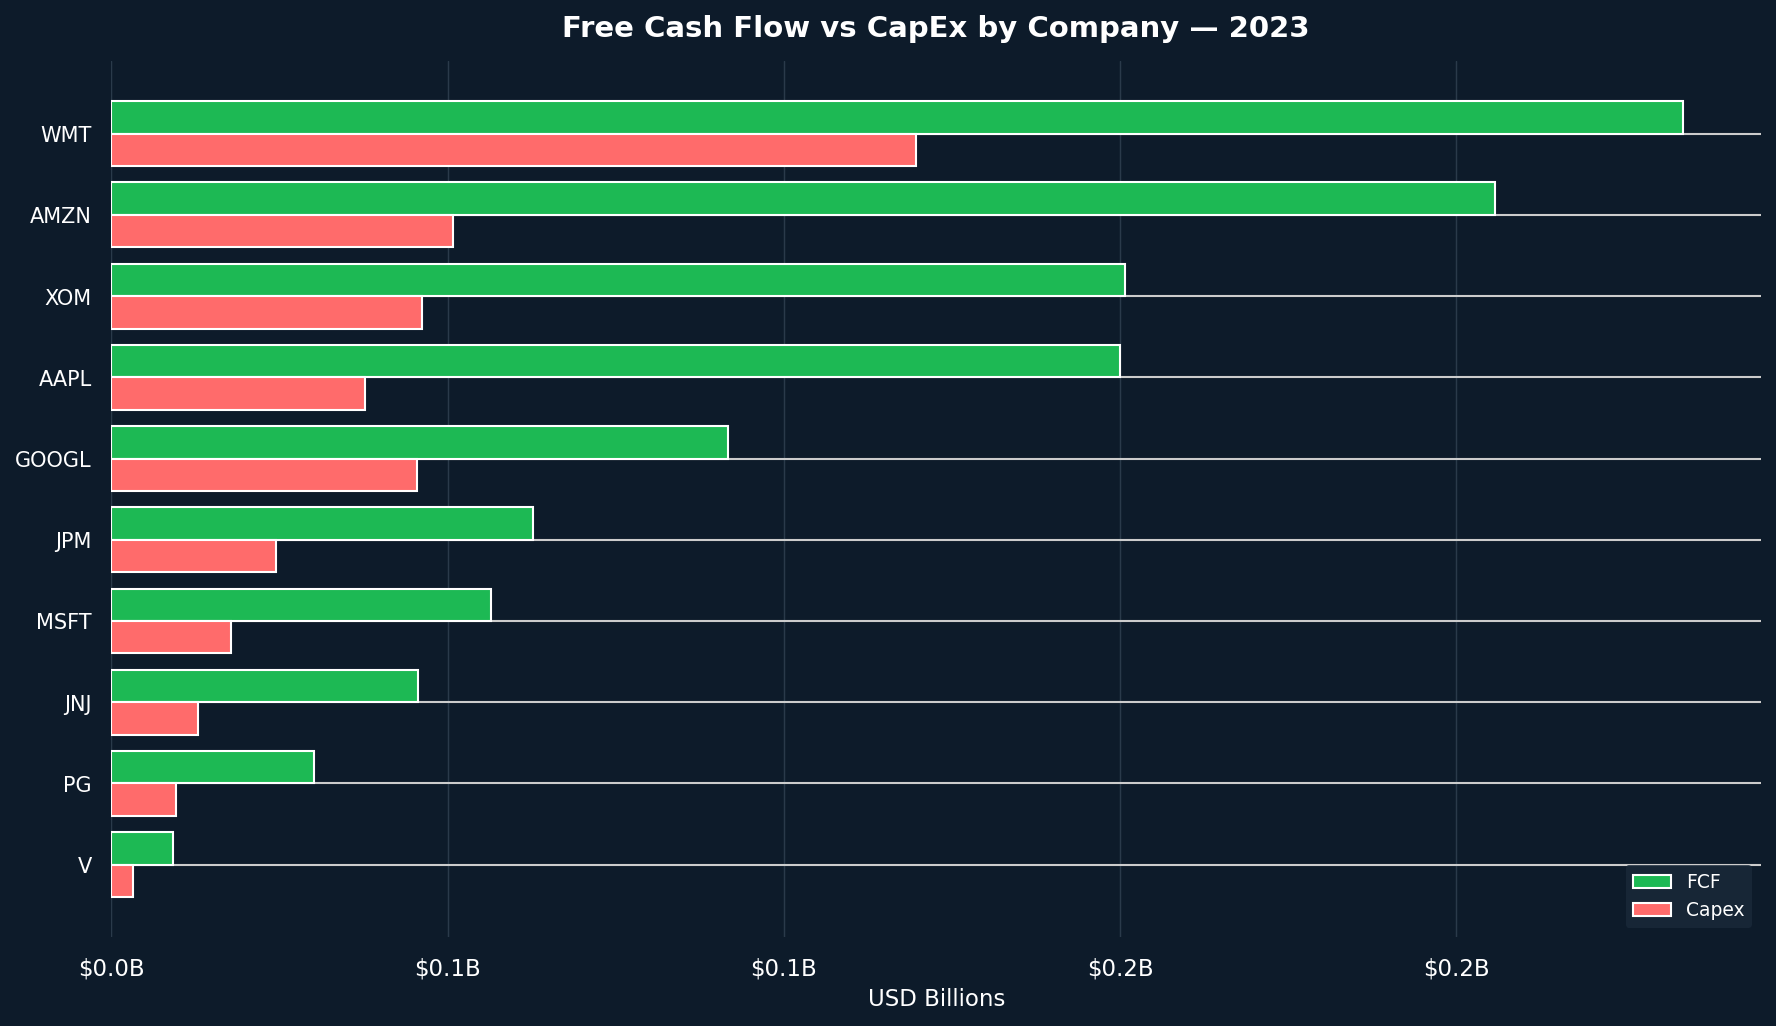 Free Cash Flow vs CapEx by Company — 2023
WMT
AMZN
XOM
AAPL
GOOGL
JPM
MSFT
JNJ
PG
V
FCF
Capex
$0.0B $0.1B $0.1B $0.2B $0.2B
USD Billions